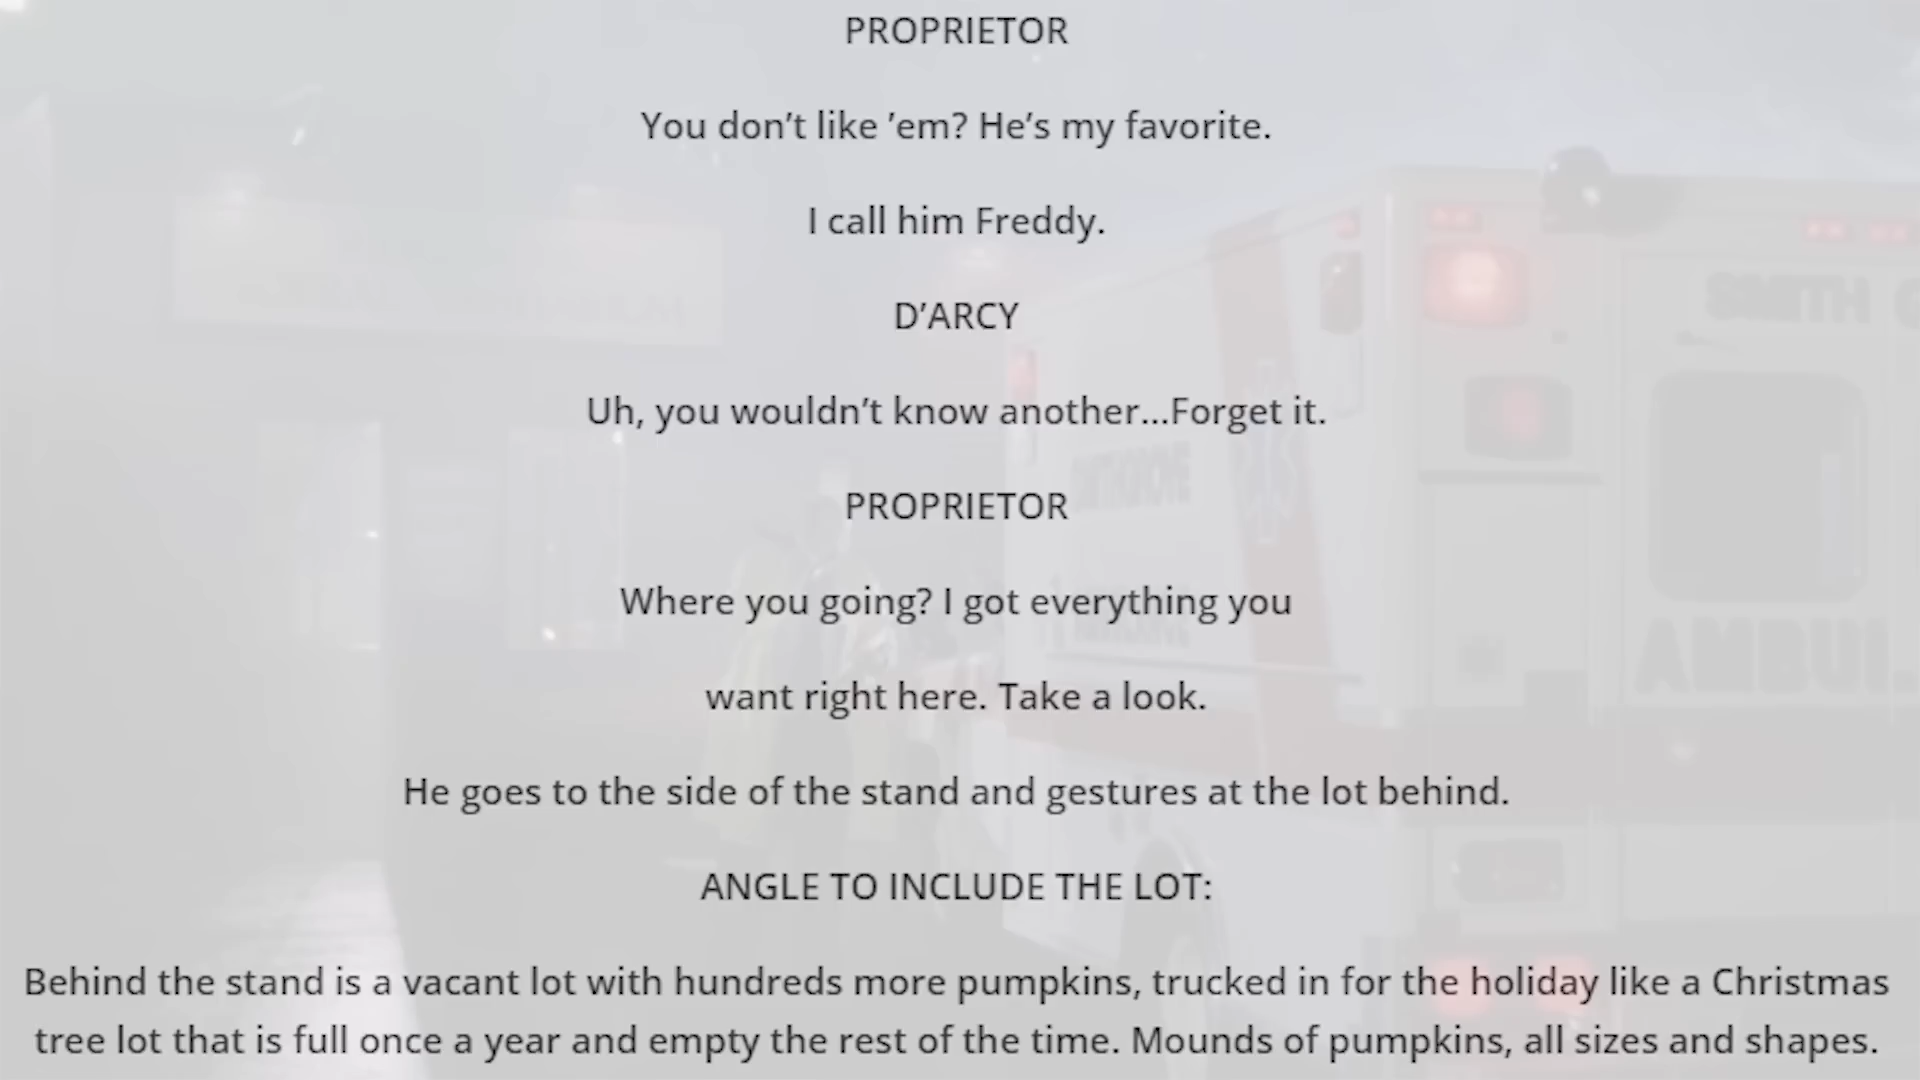 PROPRIETOR
You don’t like ’em? He’s my favorite.
I call him Freddy.
D’ARCY
Uh, you wouldn’t know another...Forget it.
PROPRIETOR
Where you going? I got everything you
want right here. Take a look.
He goes to the side of the stand and gestures at the lot behind.
ANGLE TO INCLUDE THE LOT:
Behind the stand is a vacant lot with hundreds more pumpkins, trucked in for the holiday like a Christmas
tree lot that is full once a year and empty the rest of the time. Mounds of pumpkins, all sizes and shapes.
SMITH